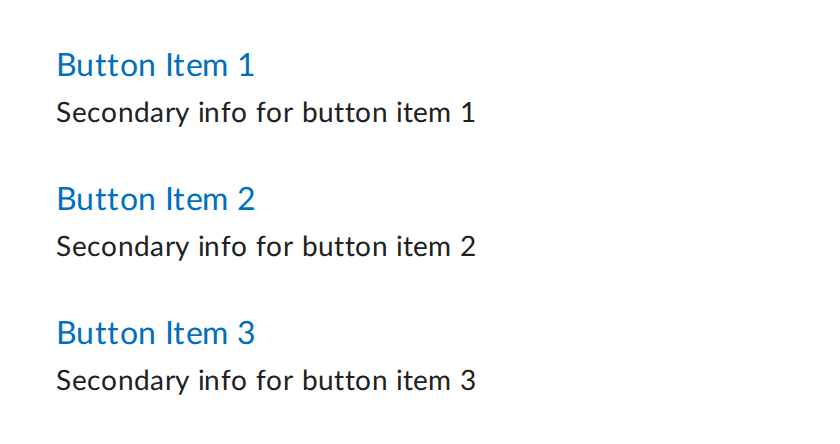 Button Item 1
Secondary info for button item 1
Button Item 2
Secondary info for button item 2
Button Item 3
Secondary info for button item 3